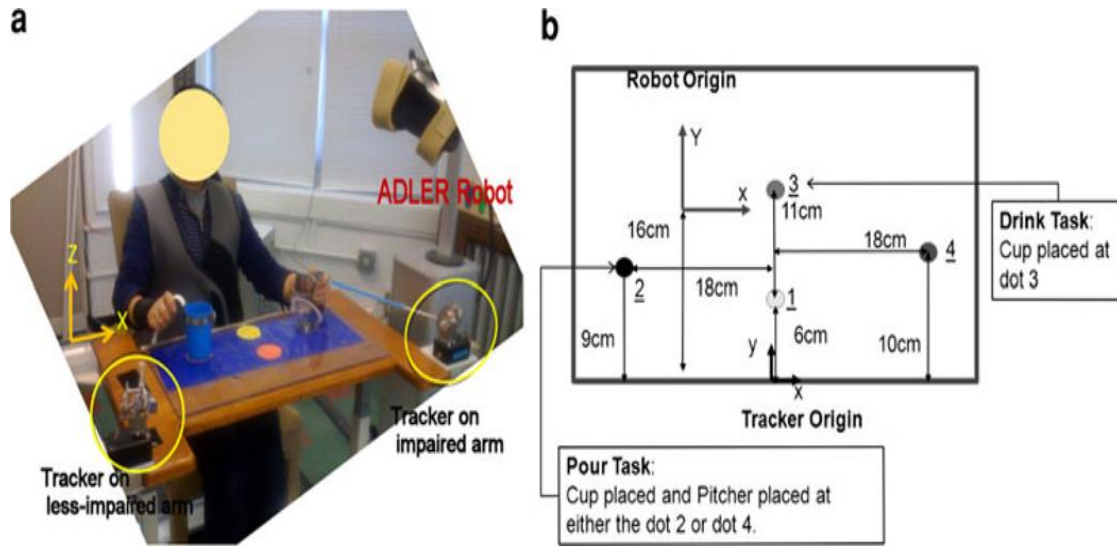 a
ADLER Robot
Z
X
Tracker on
impaired arm
Tracker on
less-impaired arm
b
Robot Origin
Y
X
3
11cm
16cm
18cm
4
2
18cm
1
9cm
6cm
10cm
y
X
Tracker Origin
Drink Task:
Cup placed at
dot 3
Pour Task:
Cup placed and Pitcher placed at
either the dot 2 or dot 4.